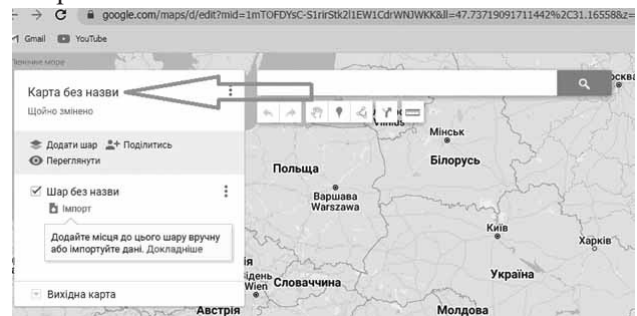 google.com/maps/d/edit?mid=1mTOFDYsC-S1rirStk2l1EW1CdrWNJWKK&ll=47.73719091711442%2C31.16558&z=
Gmail YouTube
Карта без назви
Щойно змінено
Додати шар Поділитись
Переглянути
Шар без назви
Імпорт
Додайте місця до цього шару вручну
або імпортуйте дані. Докладніше
Вихідна карта
Vilnius
Мінськ
Білорусь
Польща
Варшава
Warszawa
Київ
Харків
Україна
Wien
Словаччина
Австрія
Молдова